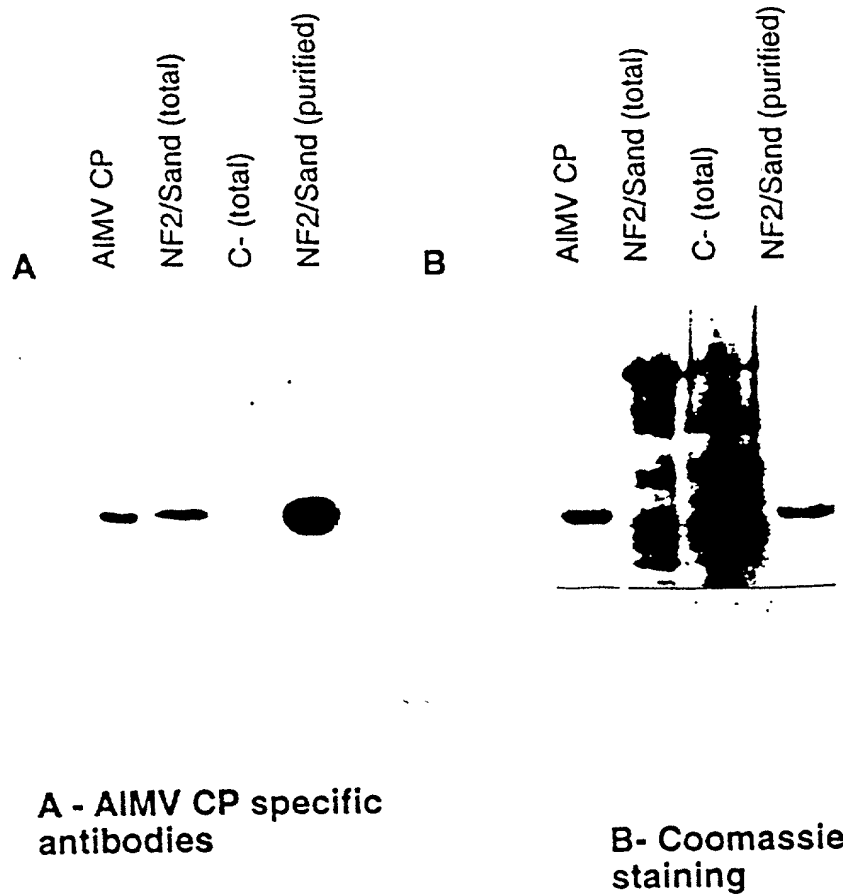 A
AlMV CP
NF2/Sand (total)
C- (total)
NF2/Sand (purified)
B
AlMV CP
NF2/Sand (total)
C- (total)
NF2/Sand (purified)
A - AlMV CP specific
antibodies
B- Coomassie
staining